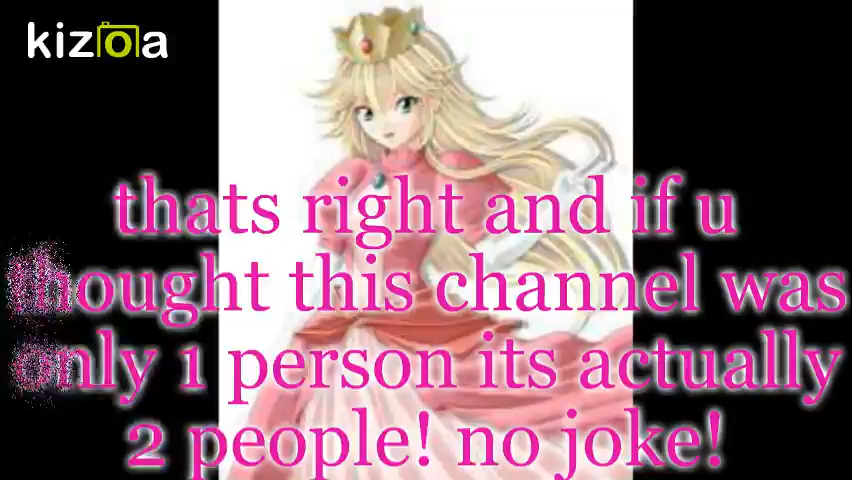 kizoa
thats right and if u
thought this channel was
only 1 person its actually
2 people! no joke!